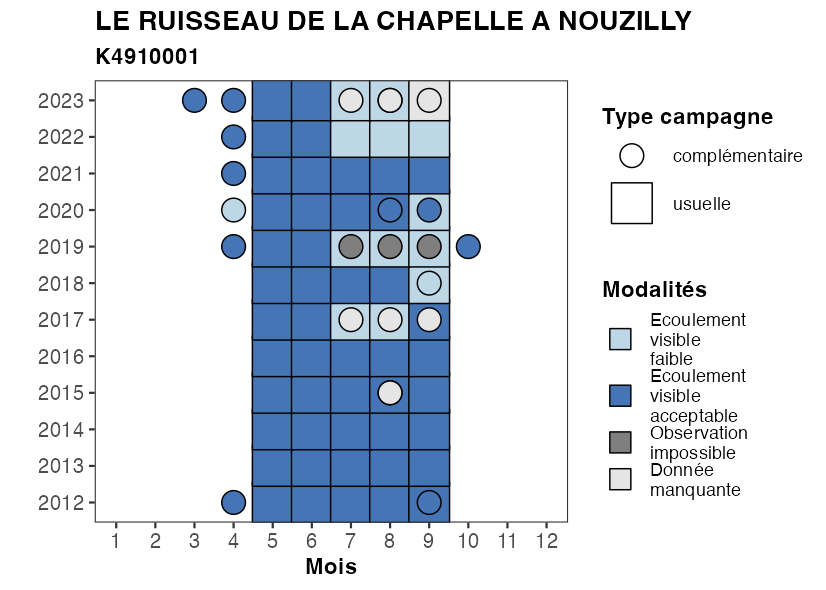 LE RUISSEAU DE LA CHAPELLE A NOUZILLY
K4910001
2023
2022
2021
2020
2019
2018
2017
2016
2015
2014
2013
2012
1 2 3 4 5 6 7 8 9 10 11 12
Mois
Type campagne
complémentaire
usuelle
Modalités
Ecoulement
visible
faible
Ecoulement
visible
acceptable
Observation
impossible
Donnée
manquante